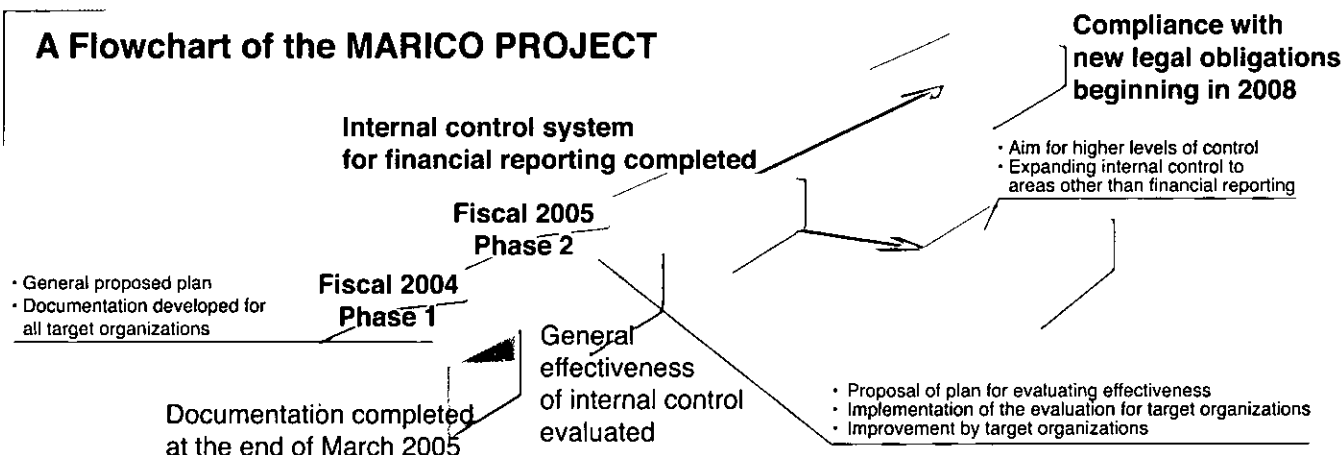 A Flowchart of the MARICO PROJECT
Compliance with
new legal obligations
beginning in 2008
・Aim for higher levels of control
・Expanding internal control to
areas other than financial reporting
Internal control system
for financial reporting completed
Fiscal 2005
Phase 2
Fiscal 2004
Phase 1
・General proposed plan
・Documentation developed for
all target organizations
General
effectiveness
of internal control
evaluated
Documentation completed
at the end of March 2005
・Proposal of plan for evaluating effectiveness
・Implementation of the evaluation for target organizations
・Improvement by target organizations